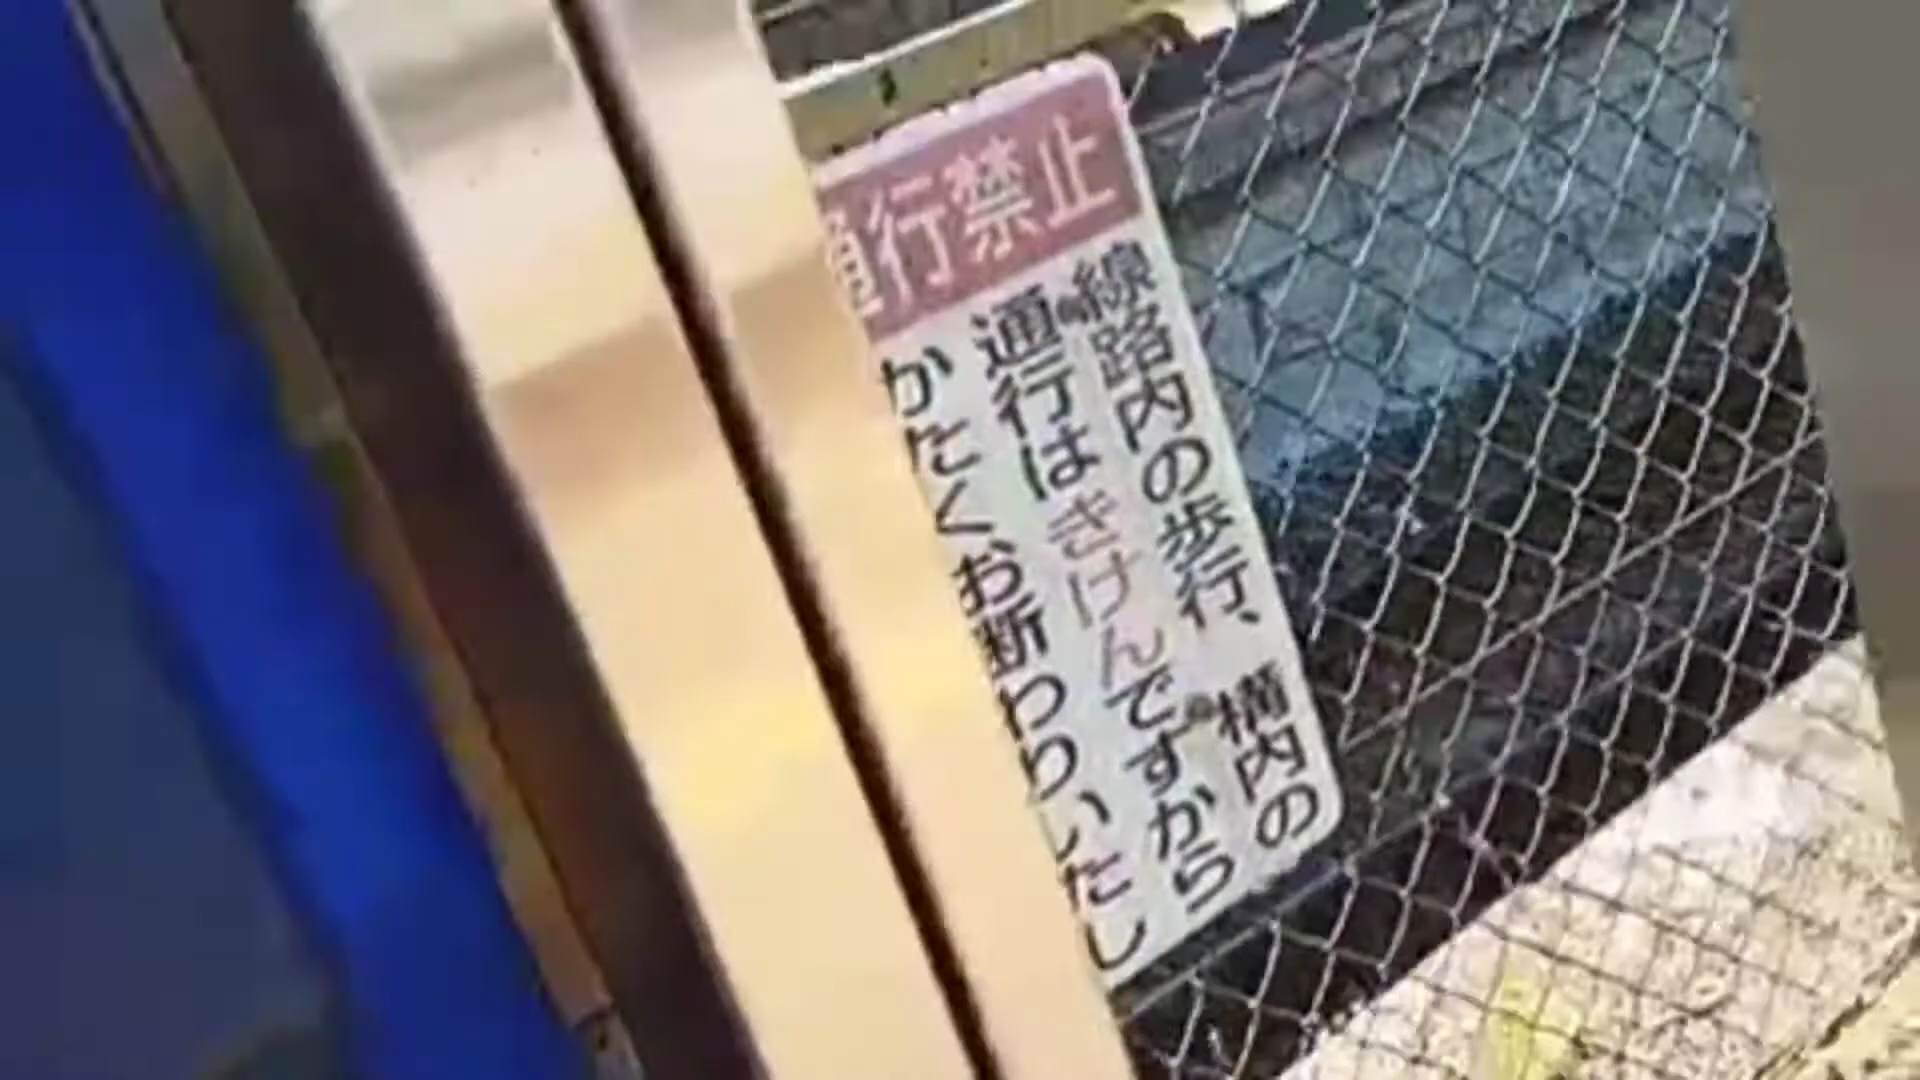 通行禁止
線路内の歩行、構内の
通行はきけんですから
かたくお断わりいたし